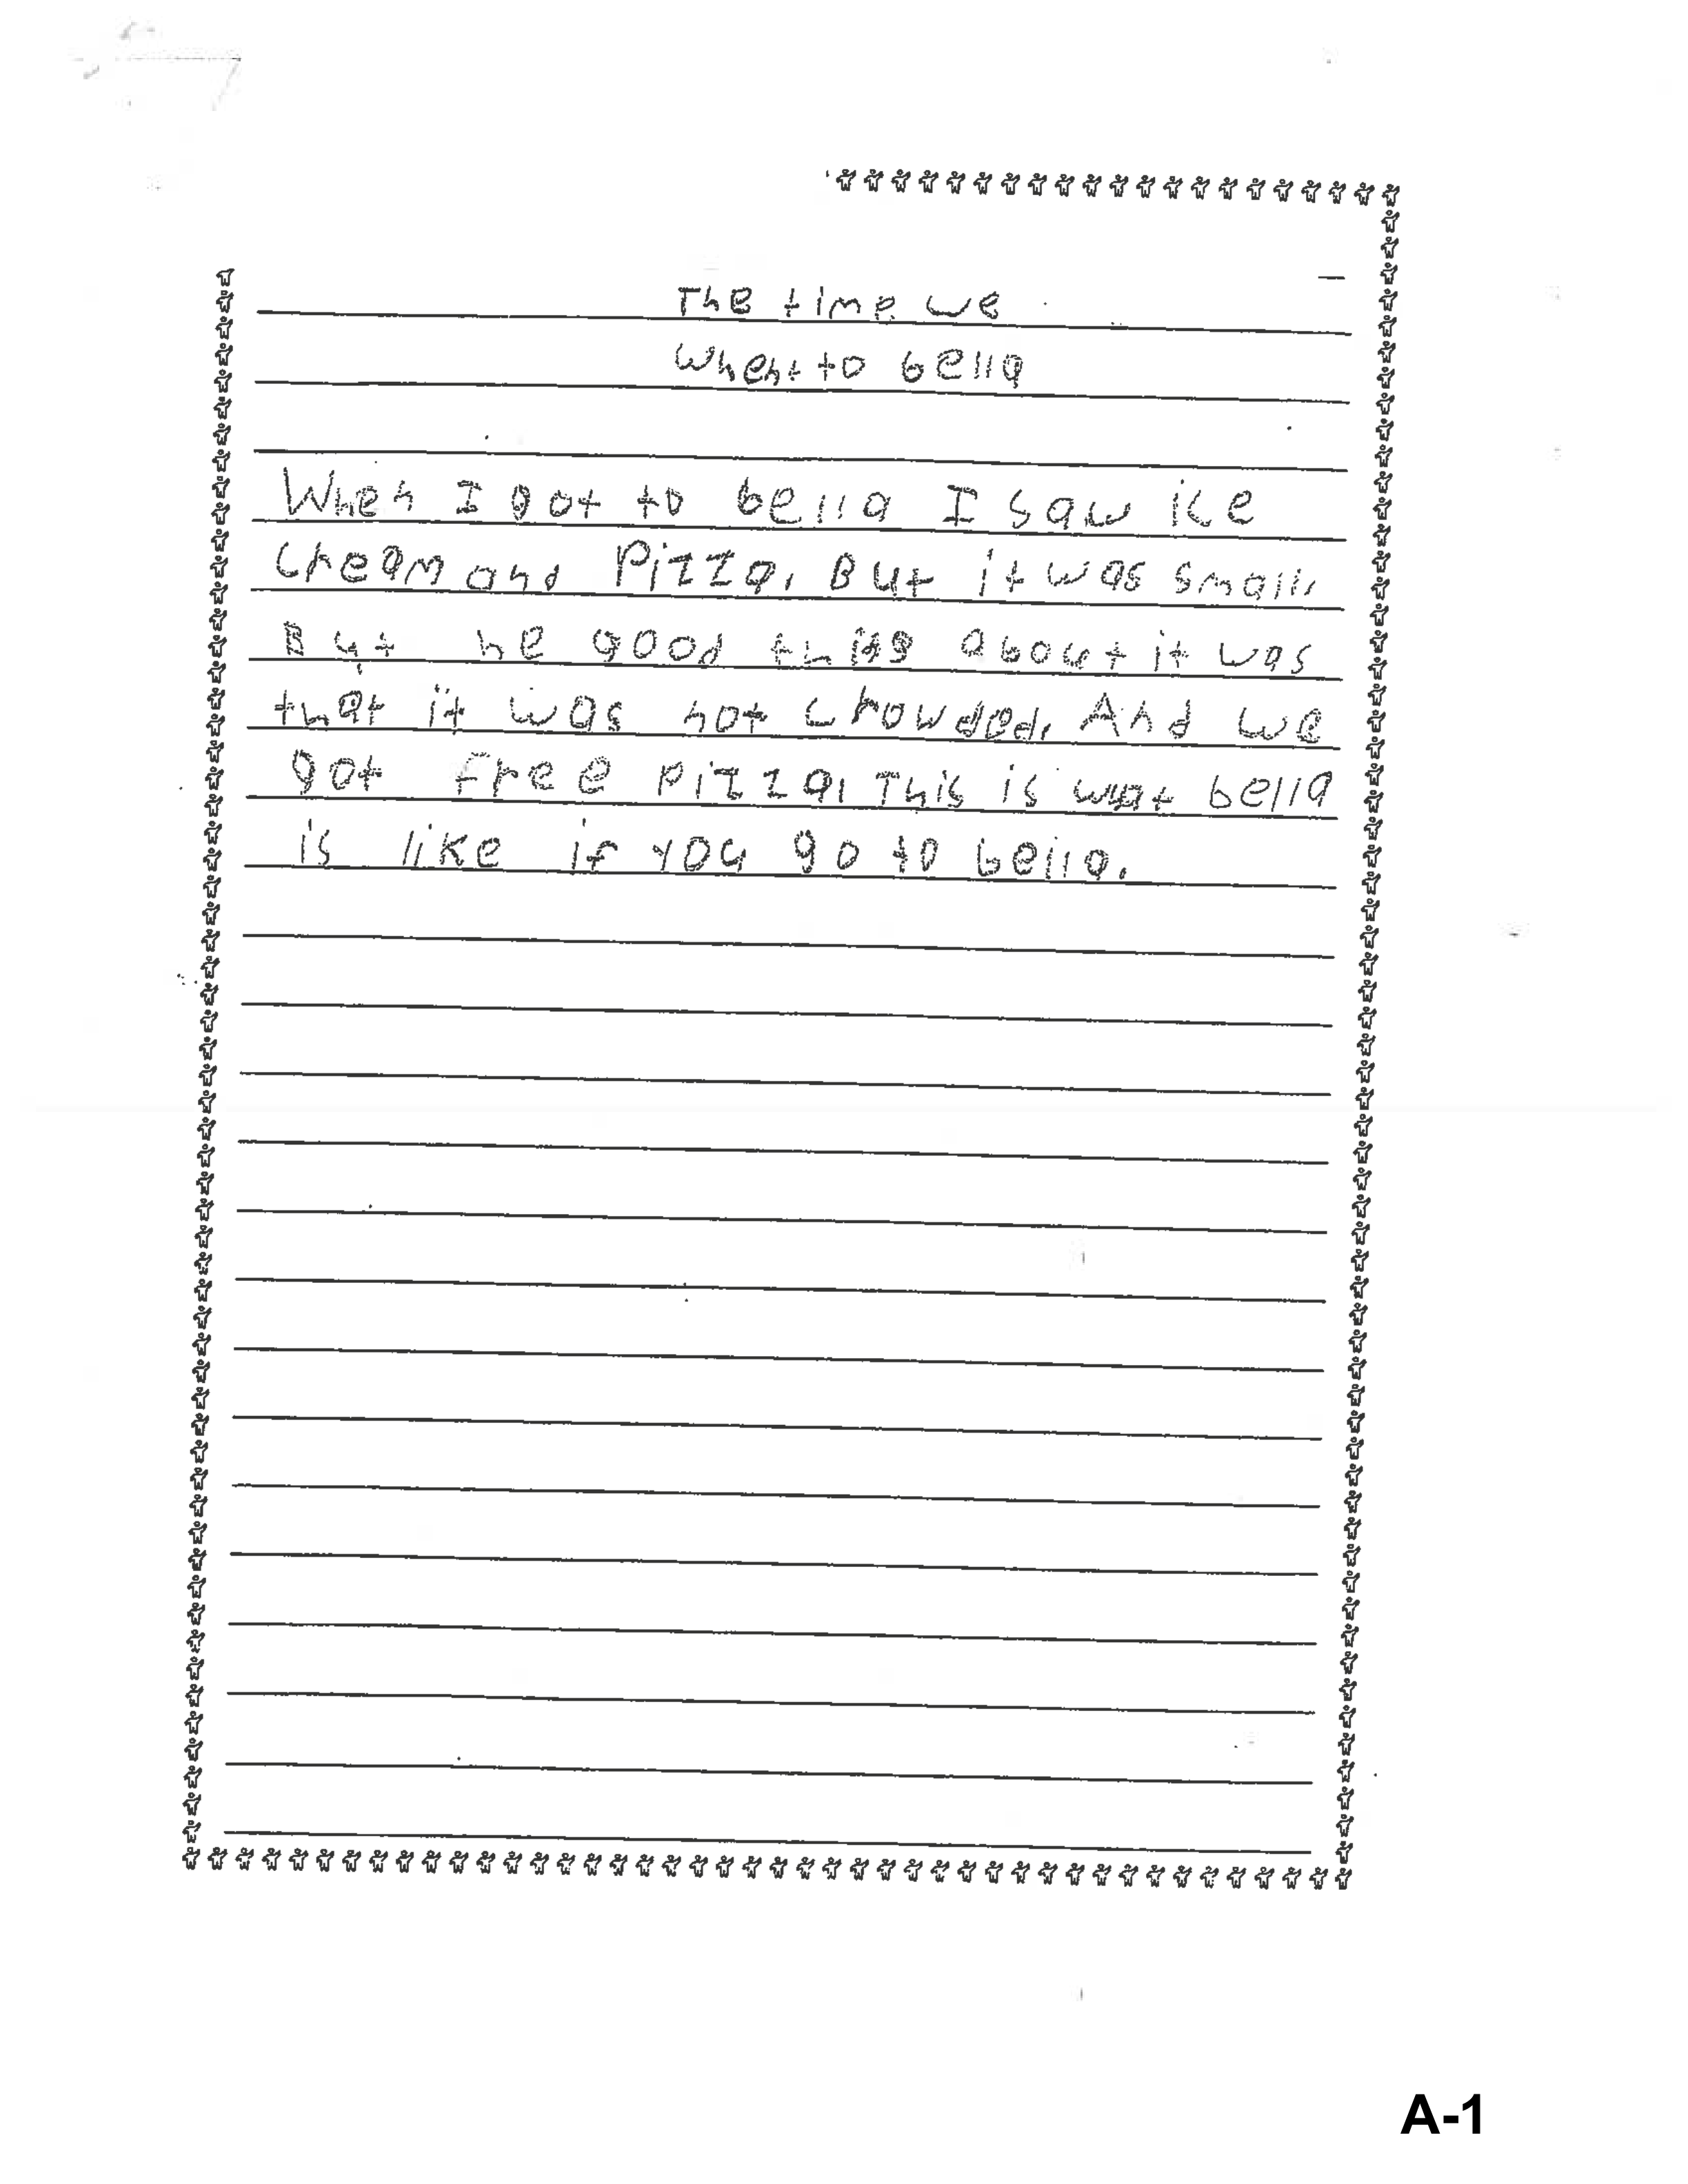 The time we
whent to bella
When I got to bella I saw ice
cream and Pizza. But it was small.
But he good thing about it was
that it was not crowded. And we
got free pizza. This is what bella
is like if you go to bella.
A-1